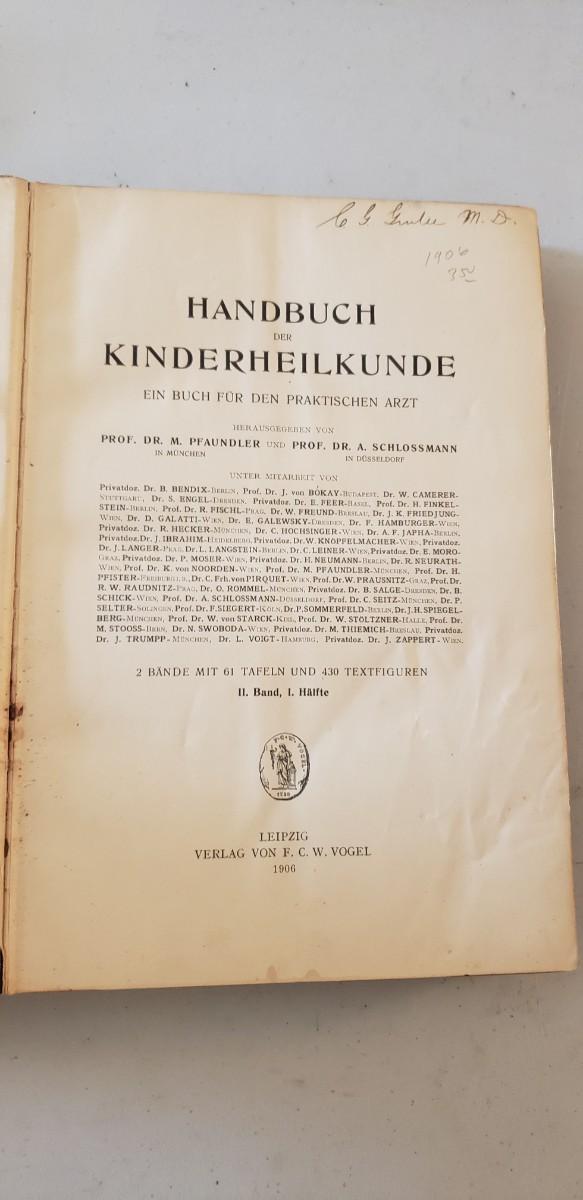 C G M. D.
1906
35
HANDBUCH
DER
KINDERHEILKUNDE
EIN BUCH FÜR DEN PRAKTISCHEN ARZT
HERAUSGEGEBEN VON
PROF. DR. M. PFAUNDLER UND PROF. DR. A. SCHLOSSMANN
IN MÜNCHEN IN DÜSSELDORF
UNTER MITARBEIT VON
Privatdoz. Dr. B. BENDIX-BERLIN, Prof. Dr. J. von BÓKAY-BUDAPEST, Dr. W. CAMERER-
STUTTGART, Dr. S. ENGEL-DRESDEN, Privatdoz. Dr. E. FEER-BASEL, Prof. Dr. H. FINKEL-
STEIN-BERLIN, Prof. Dr. R. FISCHL-PRAG, Dr. W. FREUND-BRESLAU, Dr. J. K. FRIEDJUNG-
WIEN, Dr. D. GALATTI-WIEN, Dr. E. GALEWSKY-DRESDEN, Dr. F. HAMBURGER-WIEN,
Privatdoz. Dr. R. HECKER-MÜNCHEN, Dr. C. HOCHSINGER-WIEN, Dr. A. F. JAPHA-BERLIN,
Privatdoz. Dr. J. IBRAHIM-HEIDELBERG, Privatdoz. Dr. W. KNÖPFELMACHER-WIEN, Privatdoz.
Dr. J. LANGER-PRAG, Dr. L. LANGSTEIN-BERLIN, Dr. C. LEINER-WIEN, Privatdoz. Dr. E. MORO-
GRAZ, Privatdoz. Dr. P. MOSER-WIEN, Privatdoz. Dr. H. NEUMANN-BERLIN, Dr. R. NEURATH-
WIEN, Prof. Dr. K. von NOORDEN-WIEN, Prof. Dr. M. PFAUNDLER-MÜNCHEN, Prof. Dr. H.
PFISTER-FREIBURG I. B., Dr. C. Frh. von PIRQUET-WIEN, Prof. Dr. W. PRAUSNITZ-GRAZ, Prof. Dr.
R. W. RAUDNITZ-PRAG, Dr. O. ROMMEL-MÜNCHEN, Privatdoz. Dr. B. SALGE-DRESDEN, Dr. B.
SCHICK-WIEN, Prof. Dr. A. SCHLOSSMANN-DÜSSELDORF, Prof. Dr. C. SEITZ-MÜNCHEN, Dr. P.
SELTER-SOLINGEN, Prof. Dr. F. SIEGERT-KÖLN, Dr. P. SOMMERFELD-BERLIN, Dr. J. H. SPIEGEL-
BERG-MÜNCHEN, Prof. Dr. W. von STARCK-KIEL, Prof. Dr. W. STÖLTZNER-HALLE, Prof. Dr.
M. STOOSS-BERN, Dr. N. SWOBODA-WIEN, Privatdoz. Dr. M. THIEMICH-BRESLAU, Privatdoz.
Dr. J. TRUMPP-MÜNCHEN, Dr. L. VOIGT-HAMBURG, Privatdoz. Dr. J. ZAPPERT-WIEN.
2 BÄNDE MIT 61 TAFELN UND 430 TEXTFIGUREN
II. Band, I. Hälfte
F. C. W. VOGEL
LEIPZIG
VERLAG VON F. C. W. VOGEL
1906